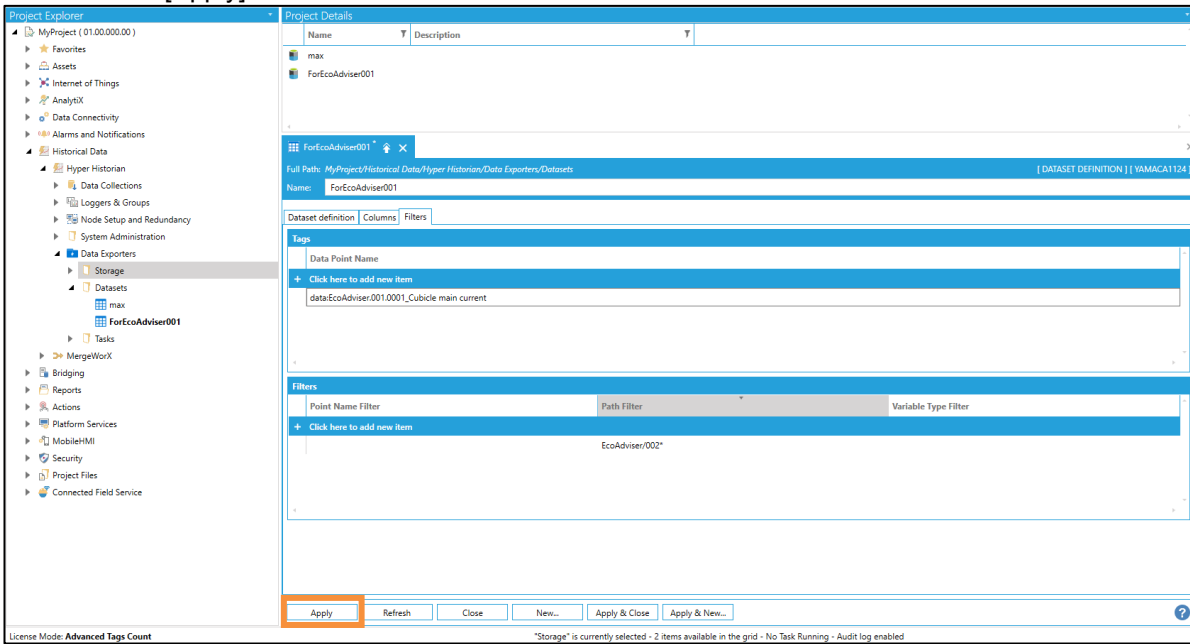 Project Explorer
MyProject ( 01.00.000.00 )
Favorites
Assets
Internet of Things
AnalytiX
Data Connectivity
Alarms and Notifications
Historical Data
Hyper Historian
Data Collections
Loggers & Groups
Node Setup and Redundancy
System Administration
Data Exporters
Storage
Datasets
max
ForEcoAdviser001
Tasks
MergeWorX
Bridging
Reports
Actions
Platform Services
MobileHMI
Security
Project Files
Connected Field Service
Project Details
Name Description
max
ForEcoAdviser001
ForEcoAdviser001*
Full Path: MyProject/Historical Data/Hyper Historian/Data Exporters/Datasets [ DATASET DEFINITION ] [ YAMACA1124 ]
Name: ForEcoAdviser001
Dataset definition Columns Filters
Tags
Data Point Name
+ Click here to add new item
data:EcoAdviser.001.0001_Cubicle main current
Filters
Point Name Filter Path Filter Variable Type Filter
+ Click here to add new item
EcoAdviser/002*
Apply Refresh Close New... Apply & Close Apply & New... ?
License Mode: Advanced Tags Count "Storage" is currently selected - 2 items available in the grid - No Task Running - Audit log enabled